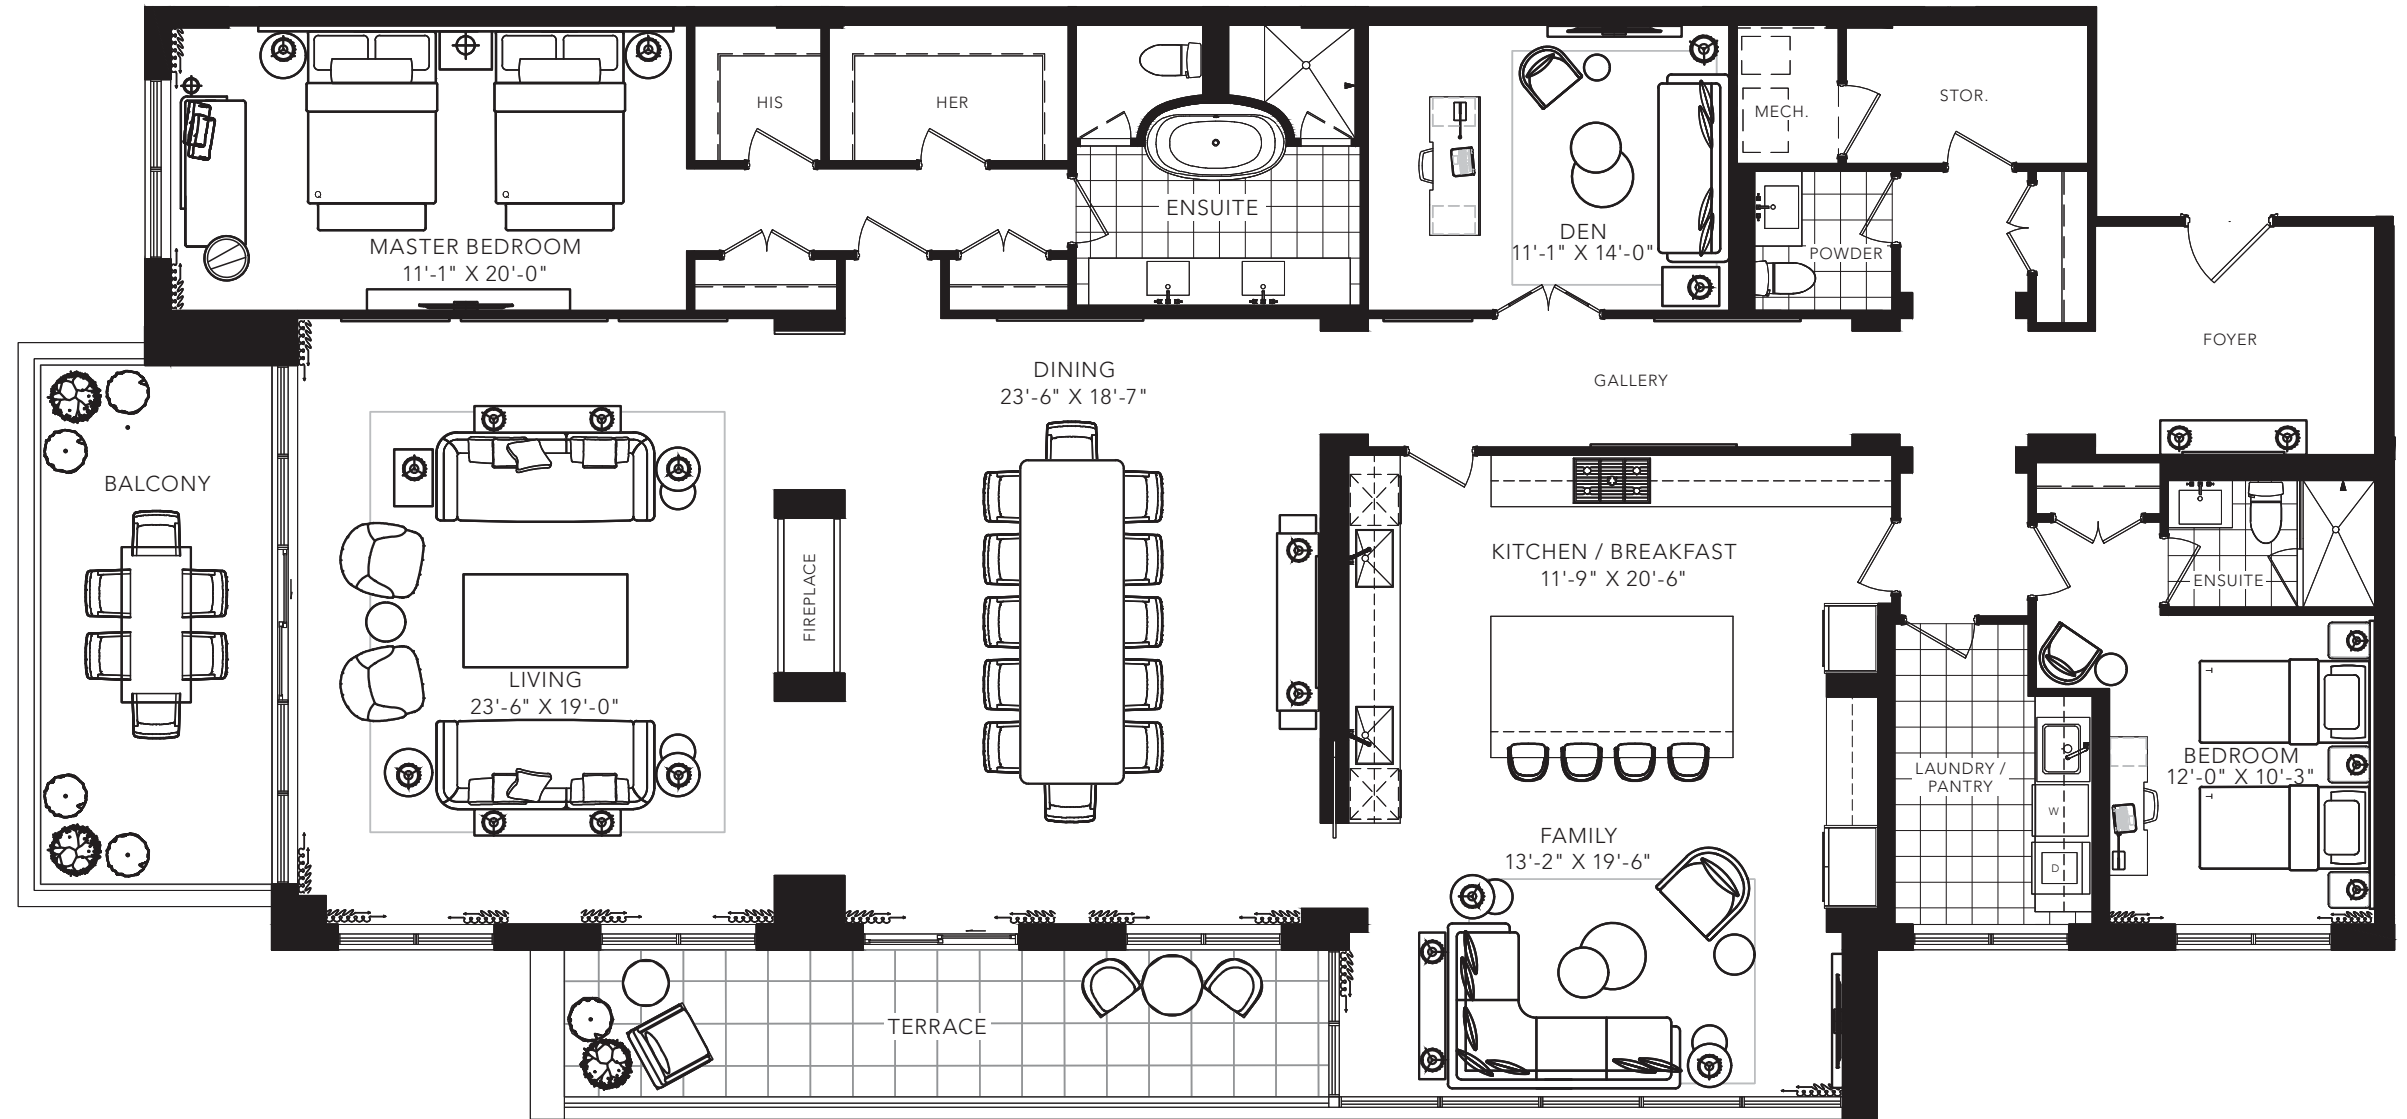 HIS
HER
MECH.
STOR.
Q
Q
ENSUITE
MASTER BEDROOM
11'-1" X 20'-0"
DEN
11'-1" X 14'-0"
POWDER
FOYER
DINING
23'-6" X 18'-7"
GALLERY
BALCONY
FIREPLACE
KITCHEN / BREAKFAST
11'-9" X 20'-6"
ENSUITE
LIVING
23'-6" X 19'-0"
T
BEDROOM
12'-0" X 10'-3"
LAUNDRY /
PANTRY
T
W
FAMILY
13'-2" X 19'-6"
D
TERRACE